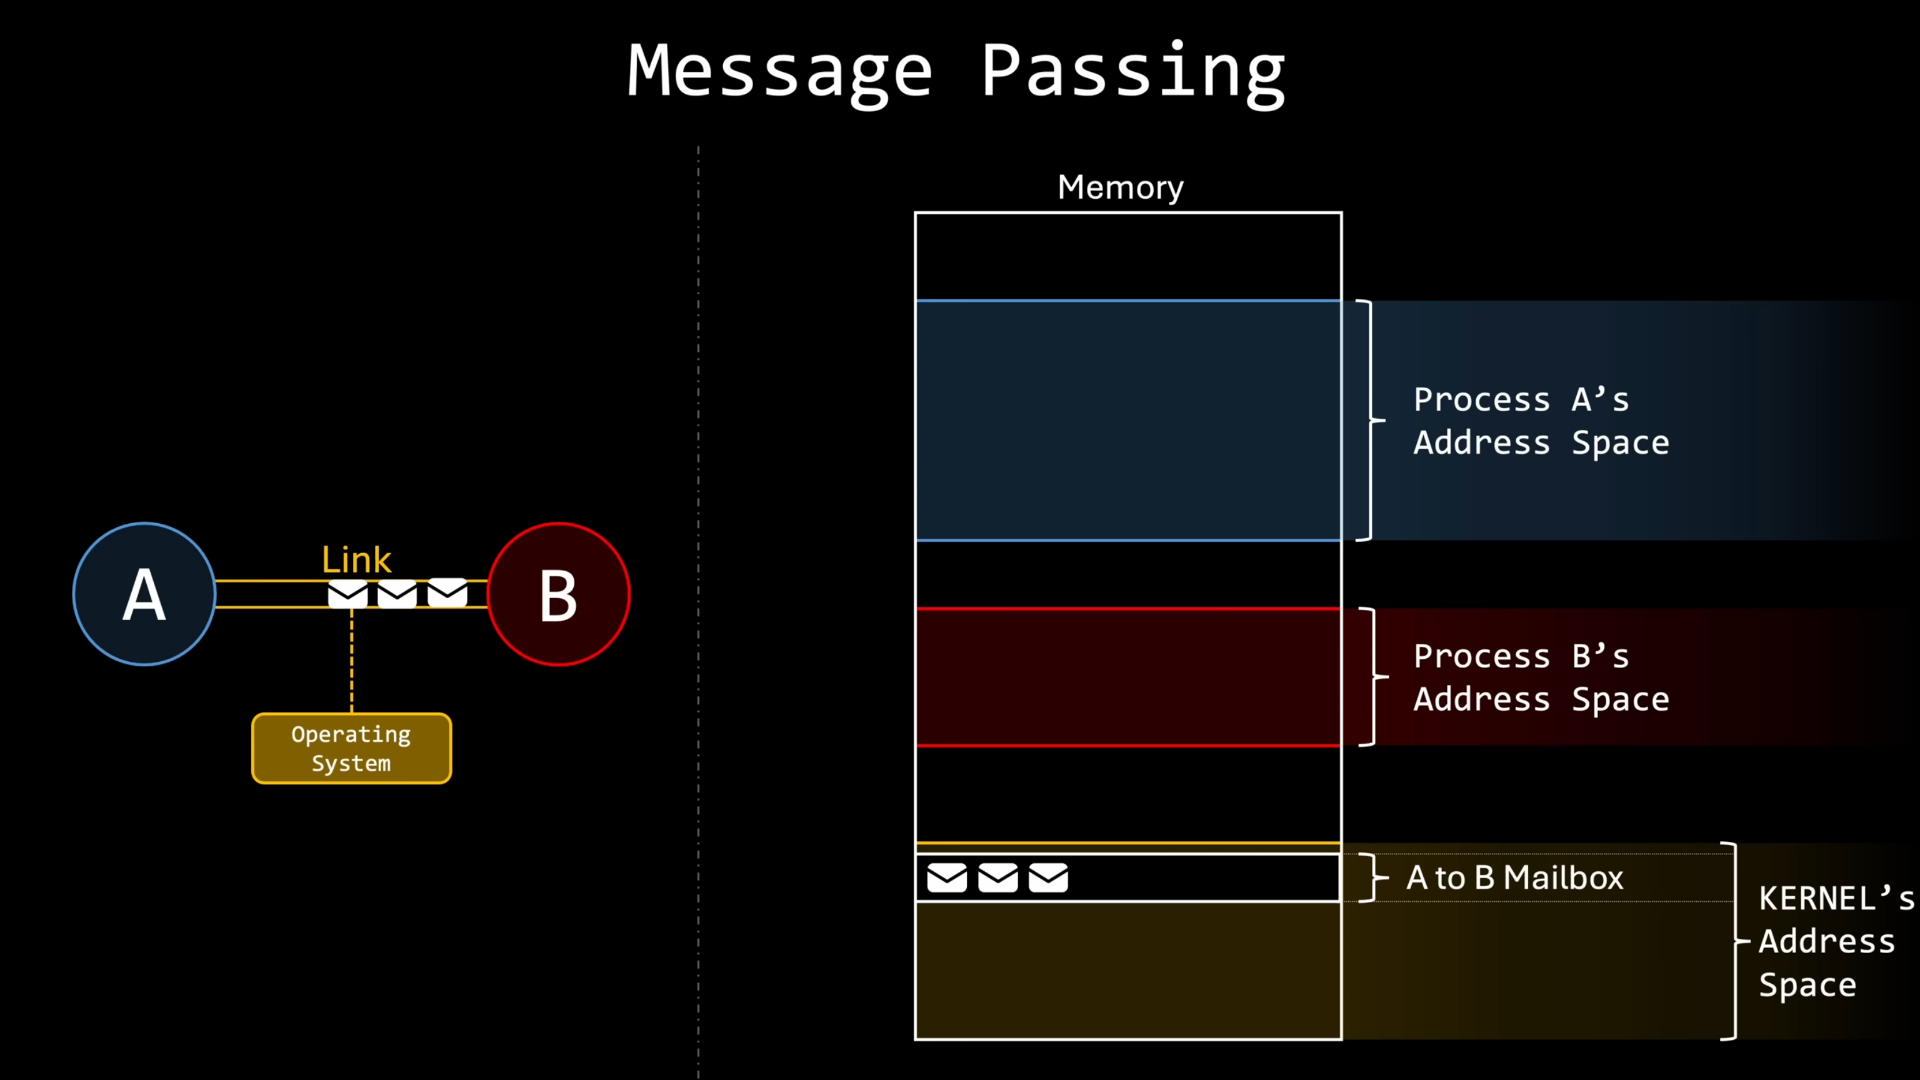 Message Passing
Link
A
B
Operating
System
Memory
Process A’s
Address Space
Process B’s
Address Space
A to B Mailbox
KERNEL’s
Address
Space